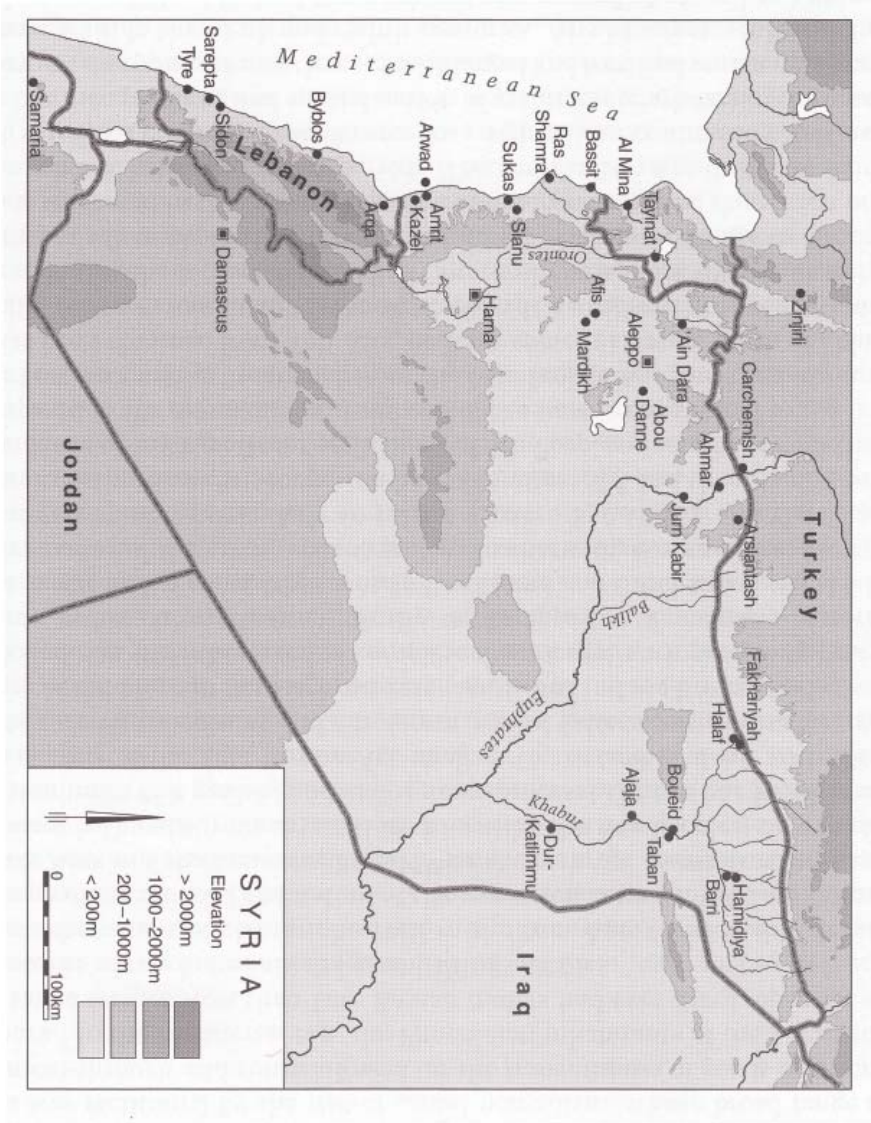 Turkey
Zinjirli
Carchemish
Arslantash
Fakhariyah
Halaf
Hamidiya
Barri
'Ain Dara
Ahmar
Jurn Kabir
Al Mina
Tayinat
Aleppo
Abou
Danne
Balikh
Boueid
Taban
Ajaja
Bassit
Ras
Shamra
Afis
Mardikh
Orontes
Euphrates
Khabur
Dur-
Katlimmu
Iraq
Sukas
Sianu
Hama
Arwad
Amrit
Kazel
Arqa
Mediterranean Sea
Byblos
Lebanon
Sidon
Sarepta
Tyre
Damascus
Samaria
Jordan
SYRIA
Elevation
> 2000m
1000–2000m
200–1000m
< 200m
0 100km